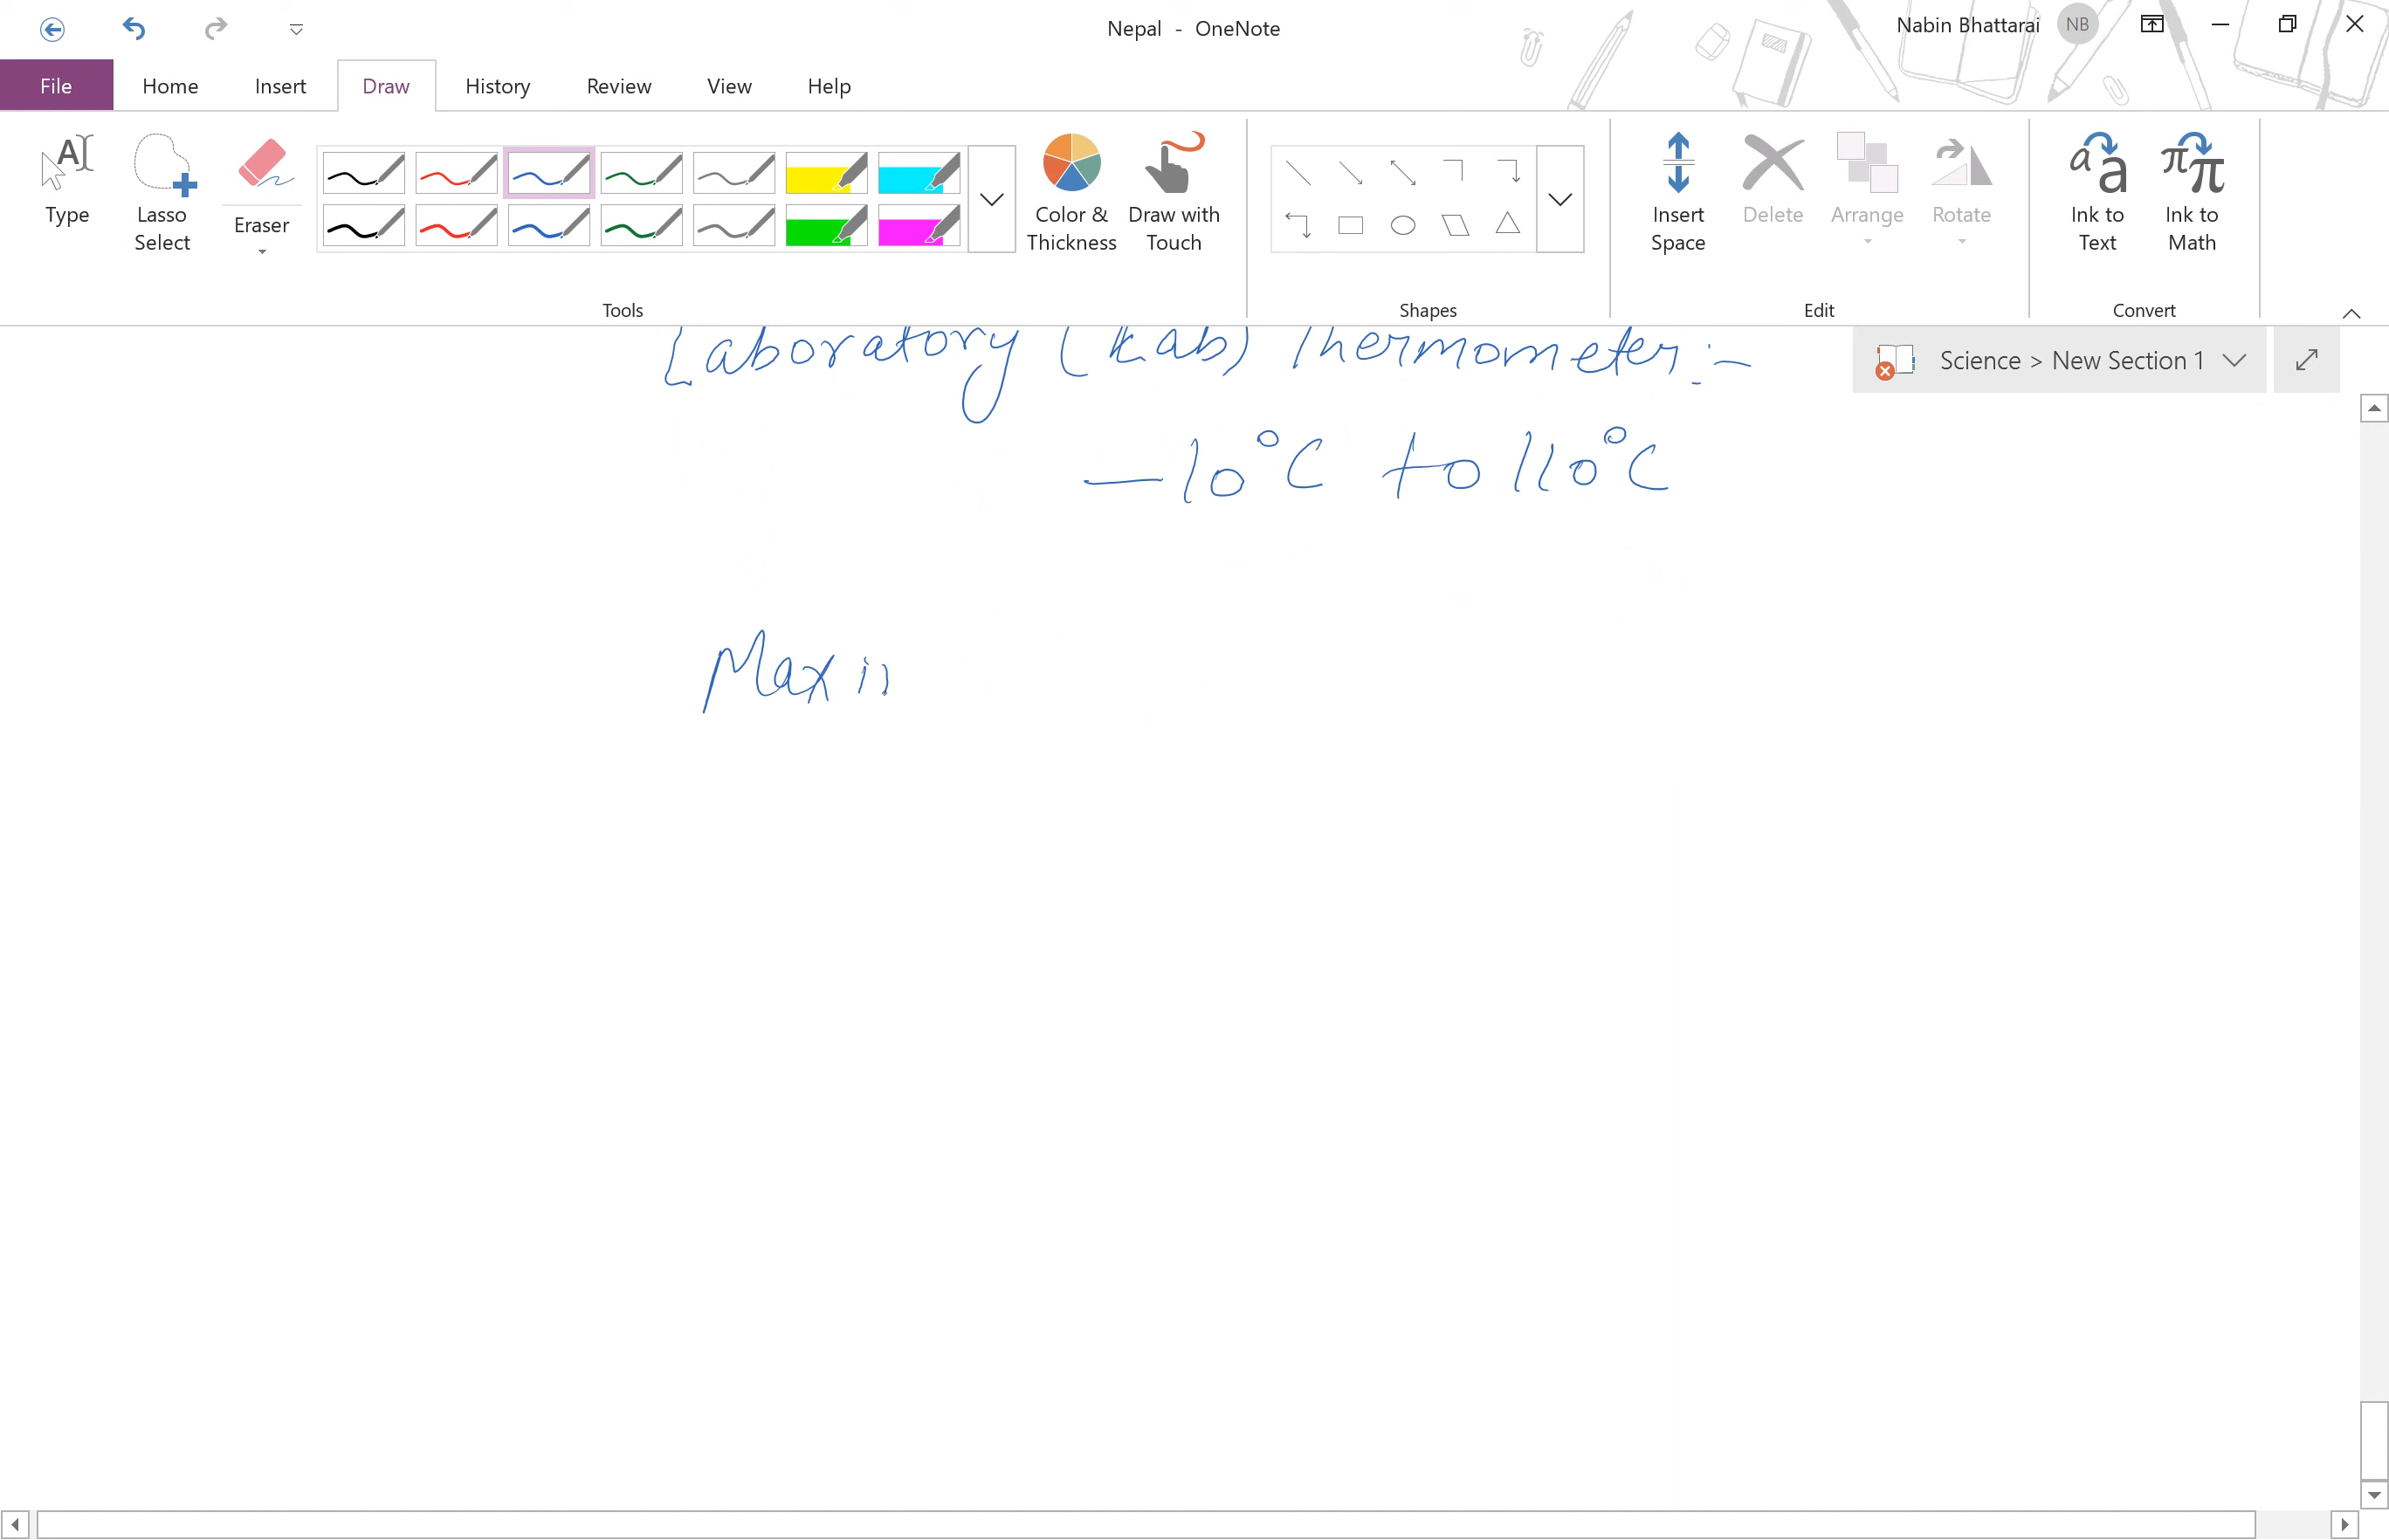 Nepal - OneNote
Nabin Bhattarai NB
File Home Insert Draw History Review View Help
Type
Lasso Select
Eraser
Color & Thickness
Draw with Touch
Insert Space
Delete
Arrange
Rotate
Ink to Text
Ink to Math
Tools Shapes Edit Convert
Science > New Section 1
Laboratory (Lab) Thermometer :-
-10°C to 110°C